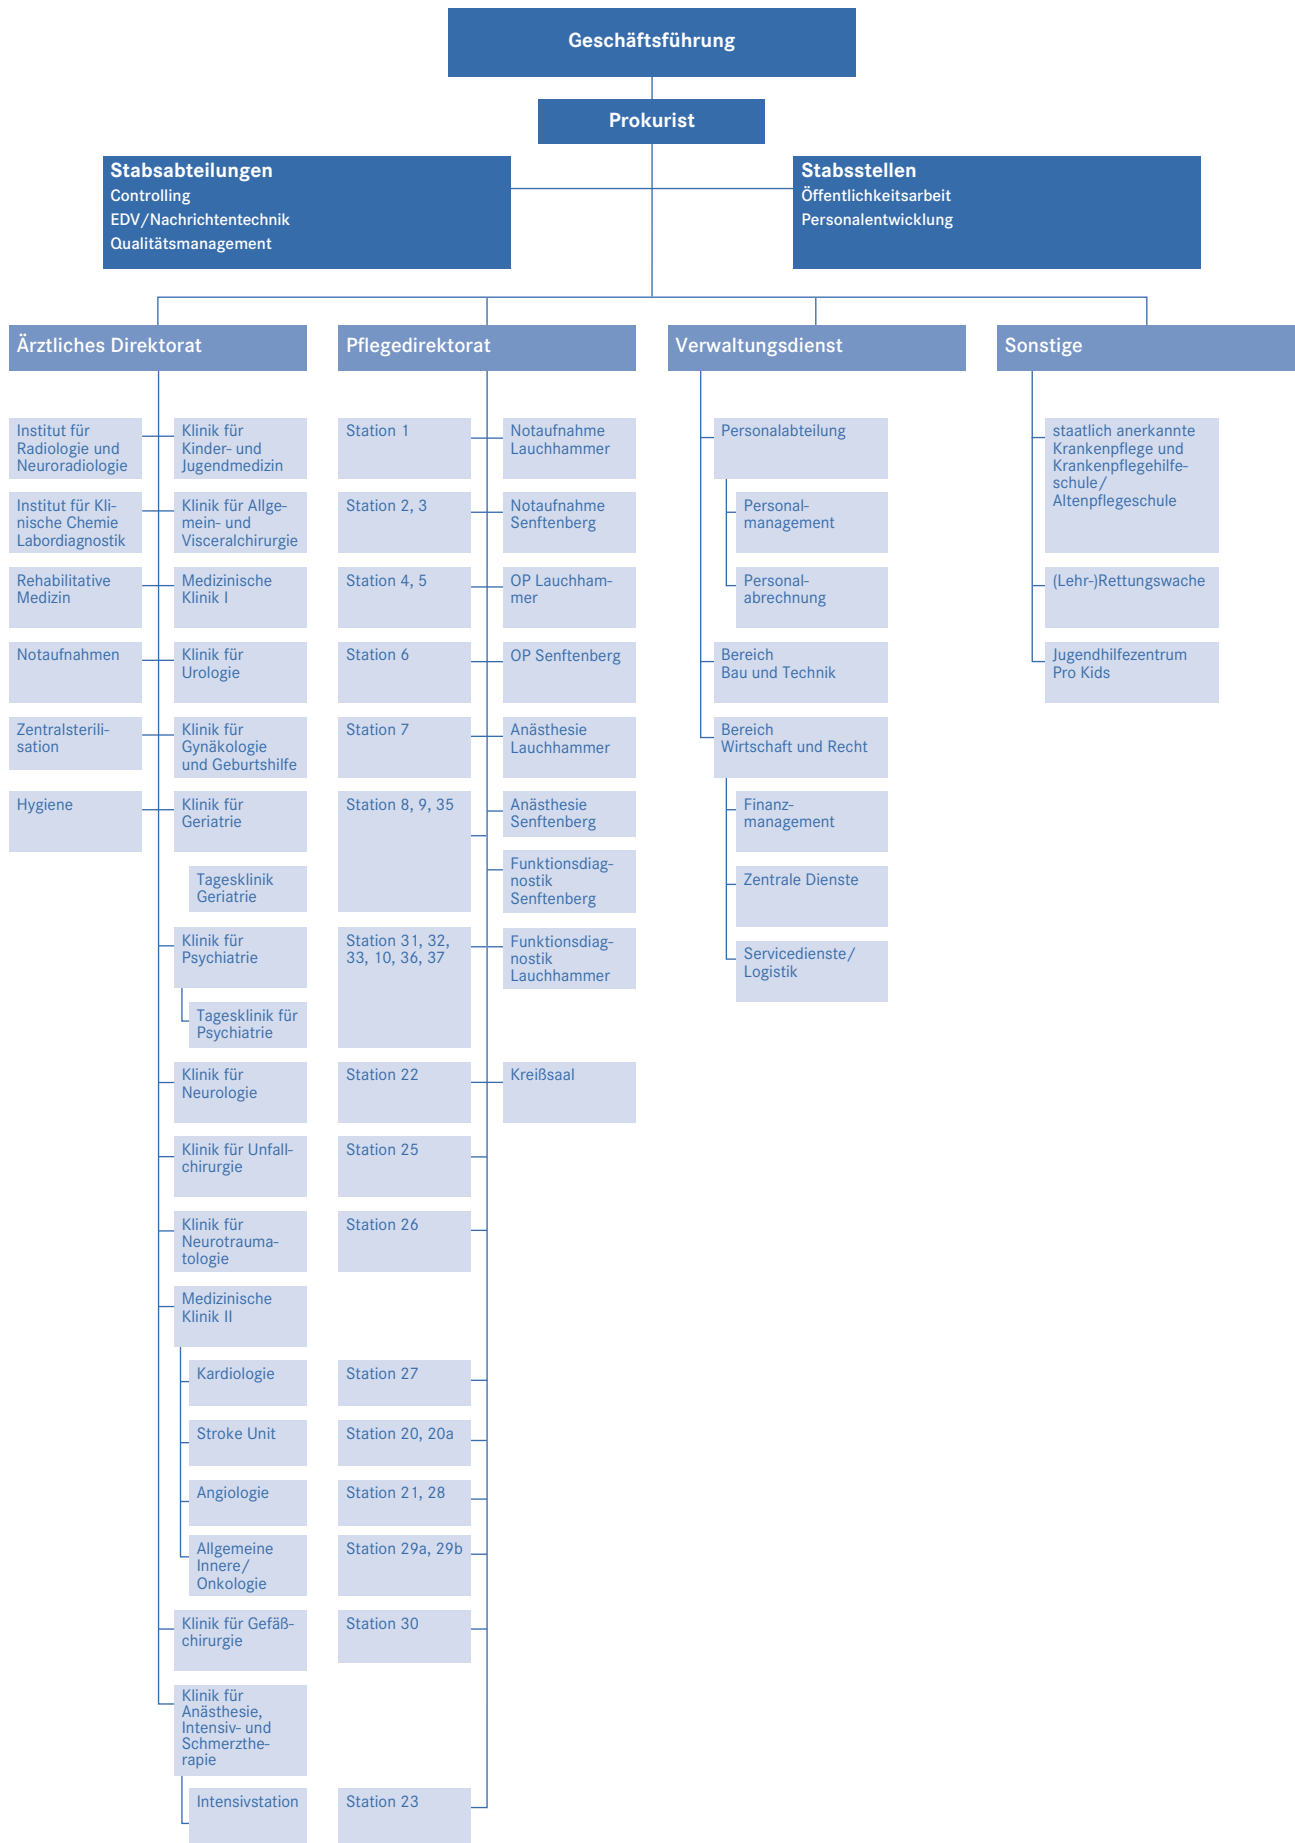 Geschäftsführung
Prokurist
Stabsabteilungen
Controlling
EDV/Nachrichtentechnik
Qualitätsmanagement
Stabsstellen
Öffentlichkeitsarbeit
Personalentwicklung
Ärztliches Direktorat
Institut für
Radiologie und
Neuroradiologie
Institut für Kli-
nische Chemie
Labordiagnostik
Rehabilitative
Medizin
Notaufnahmen
Zentralsterili-
sation
Hygiene
Klinik für
Kinder- und
Jugendmedizin
Klinik für Allge-
mein- und
Visceralchirurgie
Medizinische
Klinik I
Klinik für
Urologie
Klinik für
Gynäkologie
und Geburtshilfe
Klinik für
Geriatrie
Tagesklinik
Geriatrie
Klinik für
Psychiatrie
Tagesklinik für
Psychiatrie
Klinik für
Neurologie
Klinik für Unfall-
chirurgie
Klinik für
Neurotrauma-
tologie
Medizinische
Klinik II
Kardiologie
Stroke Unit
Angiologie
Allgemeine
Innere/
Onkologie
Klinik für Gefäß-
chirurgie
Klinik für
Anästhesie,
Intensiv- und
Schmerzthe-
rapie
Intensivstation
Pflegedirektorat
Station 1
Station 2, 3
Station 4, 5
Station 6
Station 7
Station 8, 9, 35
Station 31, 32,
33, 10, 36, 37
Station 22
Station 25
Station 26
Station 27
Station 20, 20a
Station 21, 28
Station 29a, 29b
Station 30
Station 23
Notaufnahme
Lauchhammer
Notaufnahme
Senftenberg
OP Lauchham-
mer
OP Senftenberg
Anästhesie
Lauchhammer
Anästhesie
Senftenberg
Funktionsdiag-
nostik
Senftenberg
Funktionsdiag-
nostik
Lauchhammer
Kreißsaal
Verwaltungsdienst
Personalabteilung
Personal-
management
Personal-
abrechnung
Bereich
Bau und Technik
Bereich
Wirtschaft und Recht
Finanz-
management
Zentrale Dienste
Servicedienste/
Logistik
Sonstige
staatlich anerkannte
Krankenpflege und
Krankenpflegehilfe-
schule/
Altenpflegeschule
(Lehr-)Rettungswache
Jugendhilfezentrum
Pro Kids